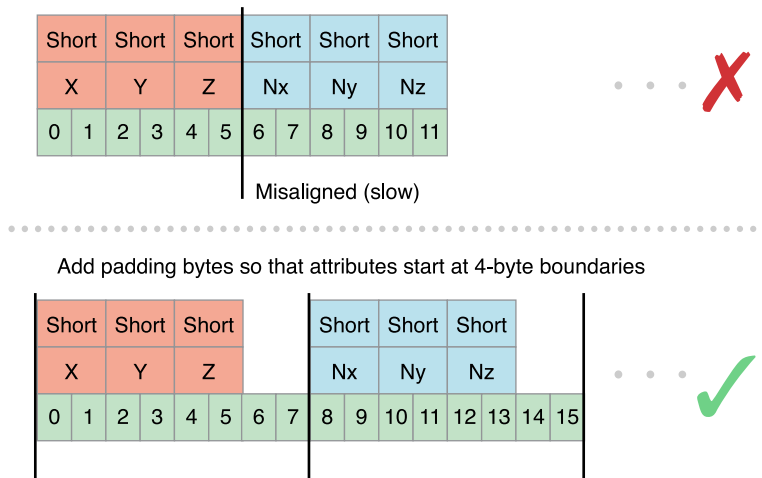 Short Short Short Short Short Short
X Y Z Nx Ny Nz
0 1 2 3 4 5 6 7 8 9 10 11
Misaligned (slow)
Add padding bytes so that attributes start at 4-byte boundaries
Short Short Short Short Short Short
X Y Z Nx Ny Nz
0 1 2 3 4 5 6 7 8 9 10 11 12 13 14 15